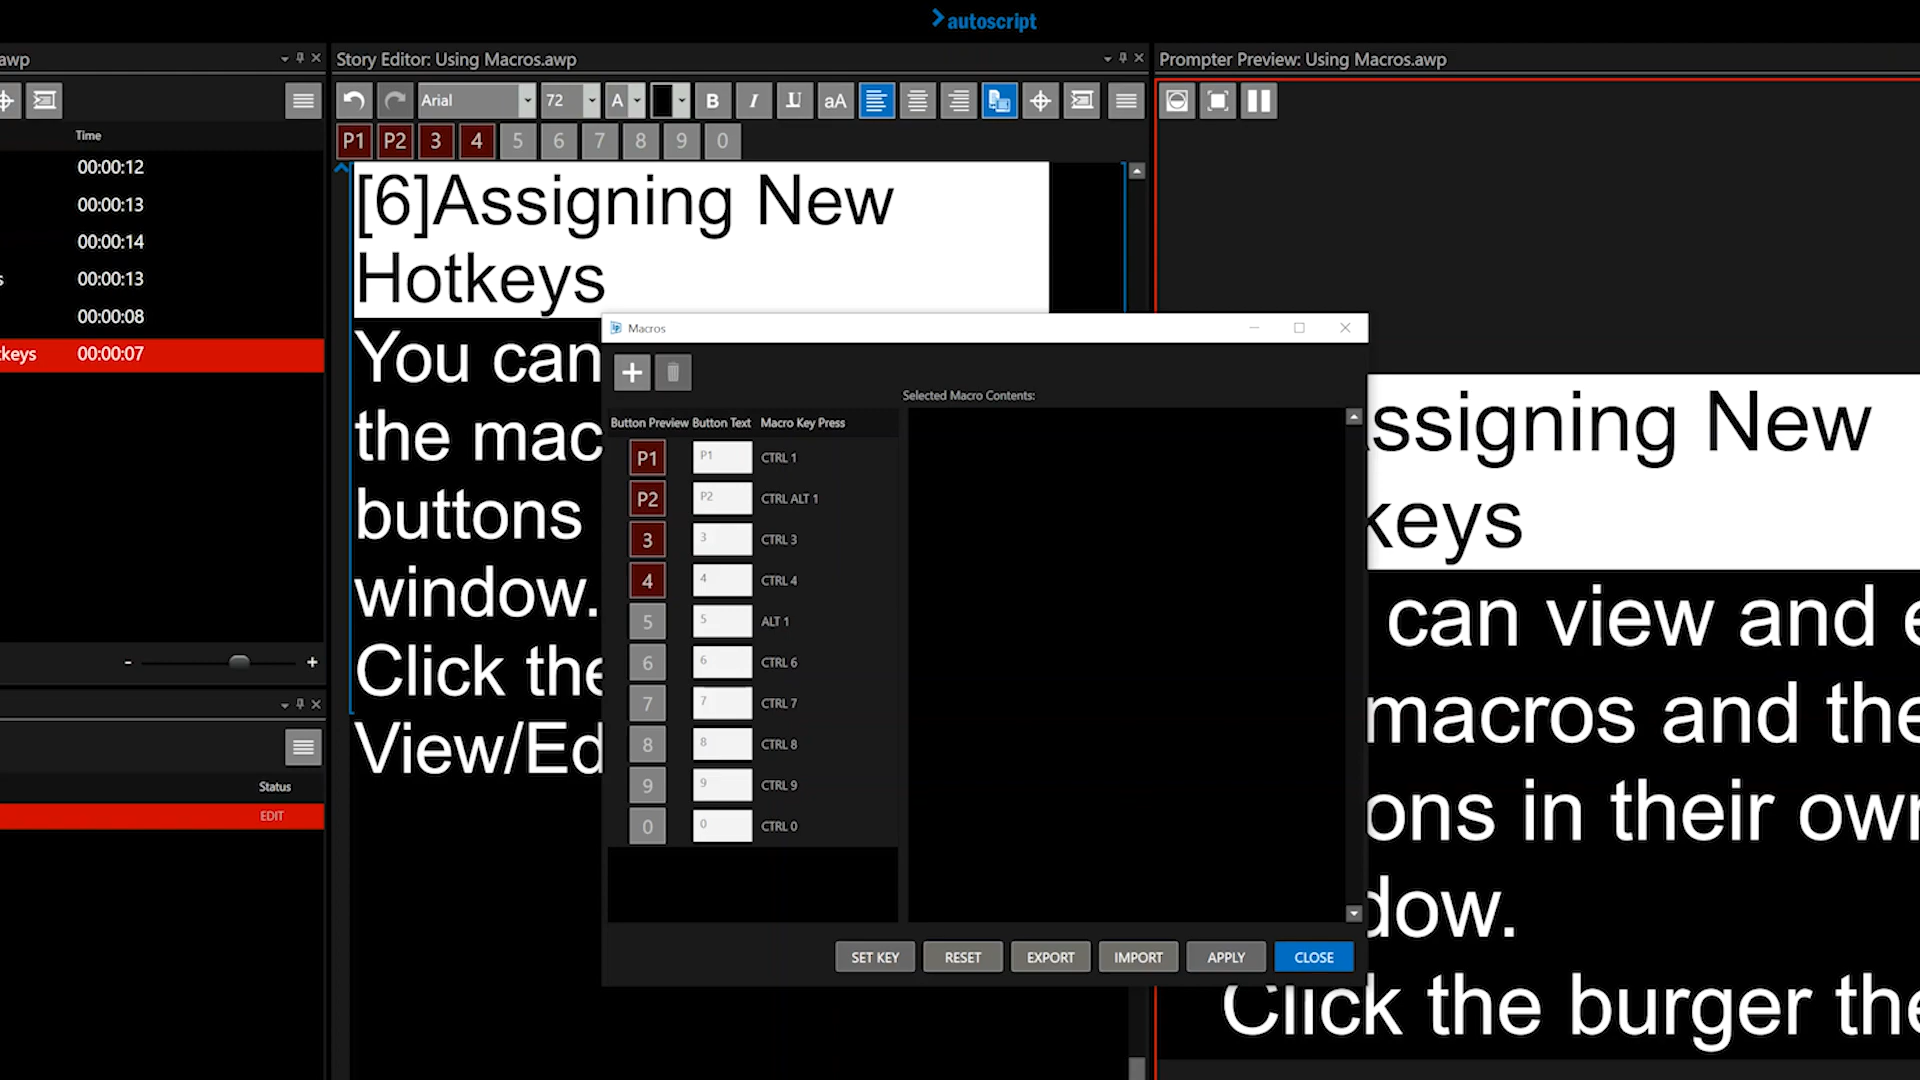 autoscript
awp
Story Editor: Using Macros.awp
Prompter Preview: Using Macros.awp
Arial
72
A
B
I
U
aA
P1 P2 3 4 5 6 7 8 9 0
Time
00:00:12
00:00:13
00:00:14
s 00:00:13
00:00:08
keys 00:00:07
- +
Status
EDIT
[6]Assigning New
Hotkeys
You can
the mac
buttons
window.
Click the
View/Ed
Macros
Selected Macro Contents:
Button Preview Button Text Macro Key Press
P1 P1 CTRL 1
P2 P2 CTRL ALT 1
3 3 CTRL 3
4 4 CTRL 4
5 5 ALT 1
6 6 CTRL 6
7 7 CTRL 7
8 8 CTRL 8
9 9 CTRL 9
0 0 CTRL 0
SET KEY RESET EXPORT IMPORT APPLY CLOSE
ssigning New
keys
can view and e
macros and the
ons in their own
dow.
Click the burger the